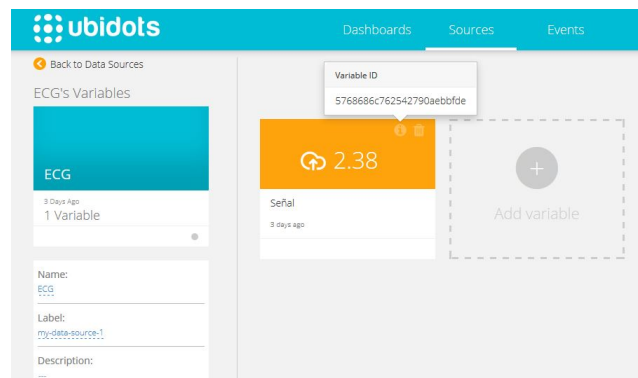 ubidots
Dashboards Sources Events
Back to Data Sources
ECG's Variables
Variable ID
5768686c762542790aebbfde
ECG
2.38
3 Days Ago
1 Variable
Señal
3 days ago
Add variable
Name:
ECG
Label:
my-data-source-1
Description: